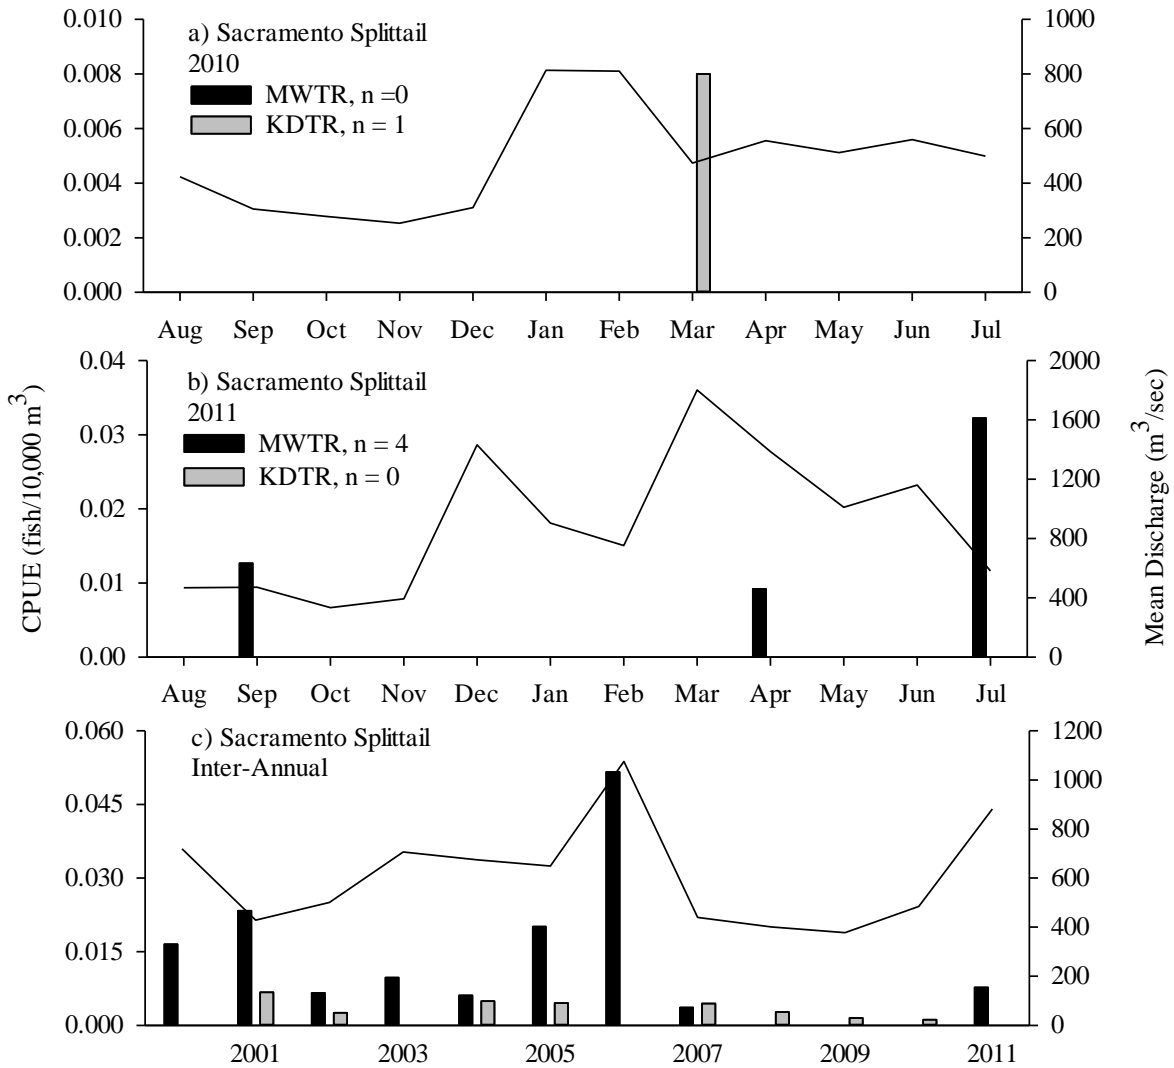 a) Sacramento Splittail
2010
MWTR, n =0
KDTR, n = 1
0.010
0.008
0.006
0.004
0.002
0.000
1000
800
600
400
200
0
Aug Sep Oct Nov Dec Jan Feb Mar Apr May Jun Jul
CPUE (fish/10,000 m³)
Mean Discharge (m³/sec)
b) Sacramento Splittail
2011
MWTR, n = 4
KDTR, n = 0
0.04
0.03
0.02
0.01
0.00
2000
1600
1200
800
400
0
Aug Sep Oct Nov Dec Jan Feb Mar Apr May Jun Jul
c) Sacramento Splittail
Inter-Annual
0.060
0.045
0.030
0.015
0.000
1200
1000
800
600
400
200
0
2001 2003 2005 2007 2009 2011